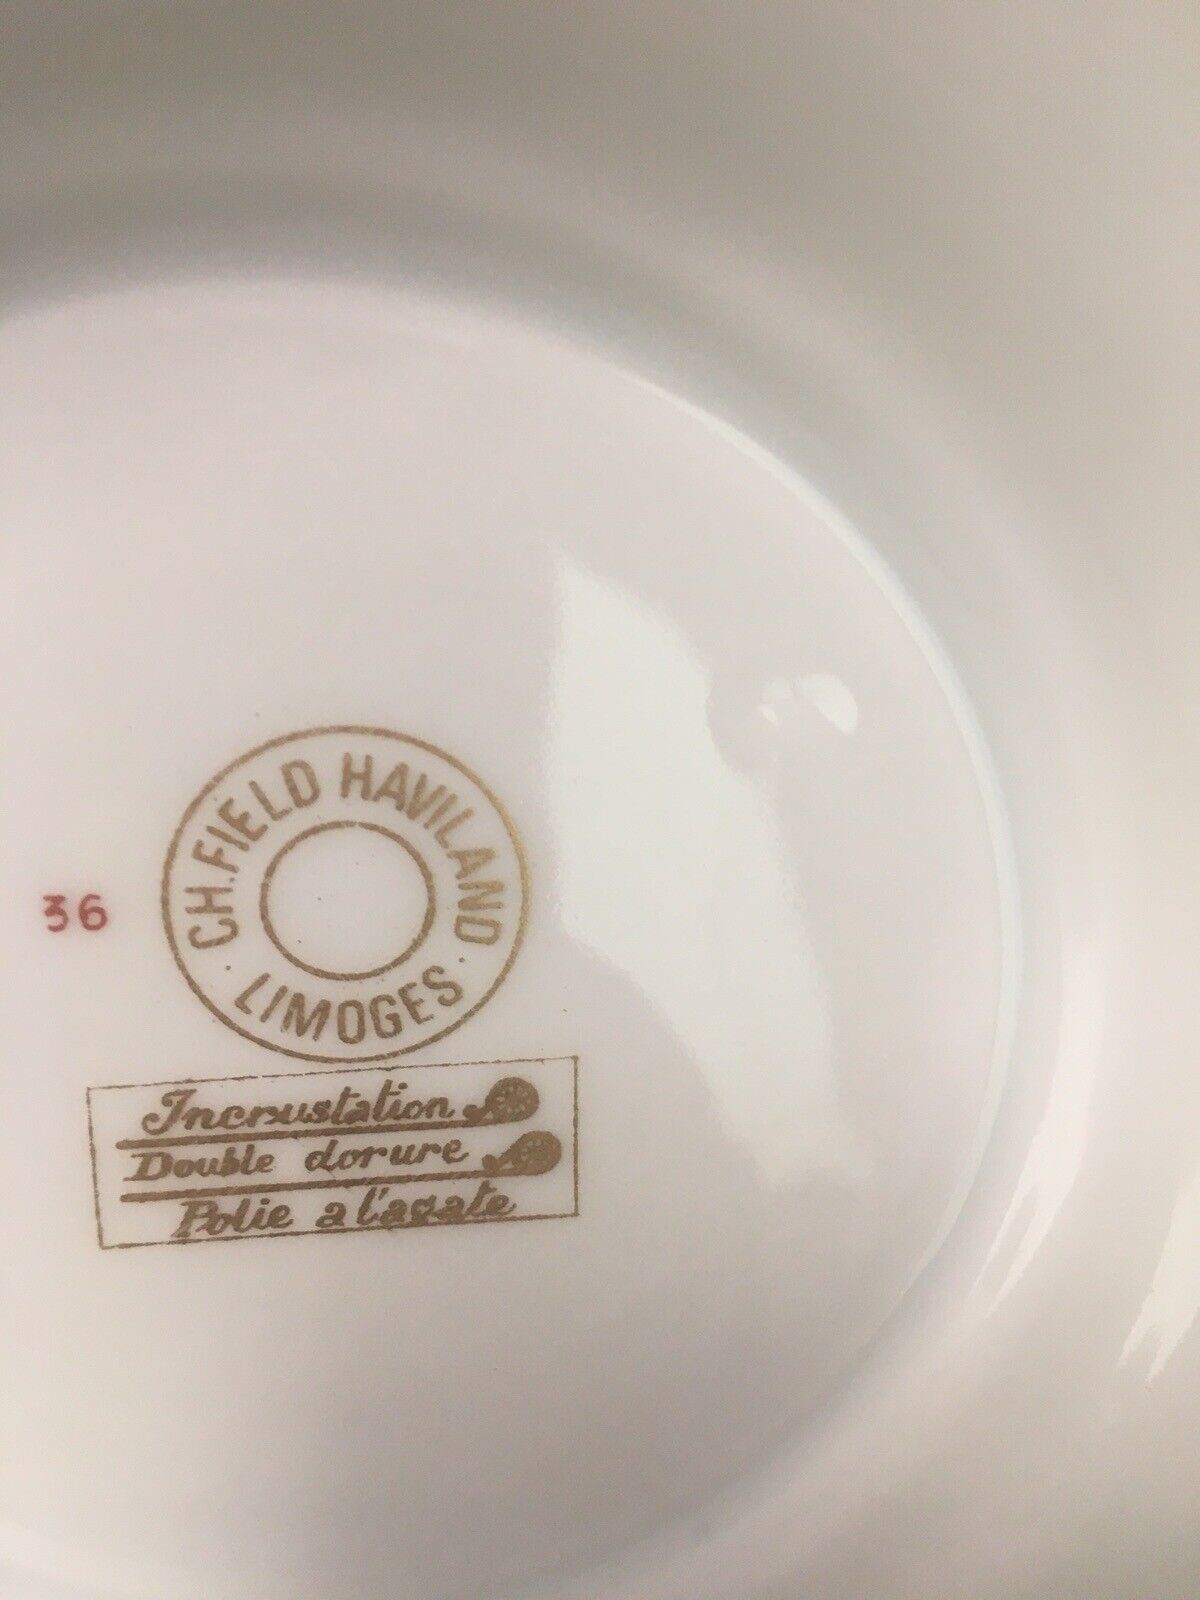 CH. FIELD HAVILAND
· LIMOGES ·
36
Incrustation
Double dorure
Polie a l'agate